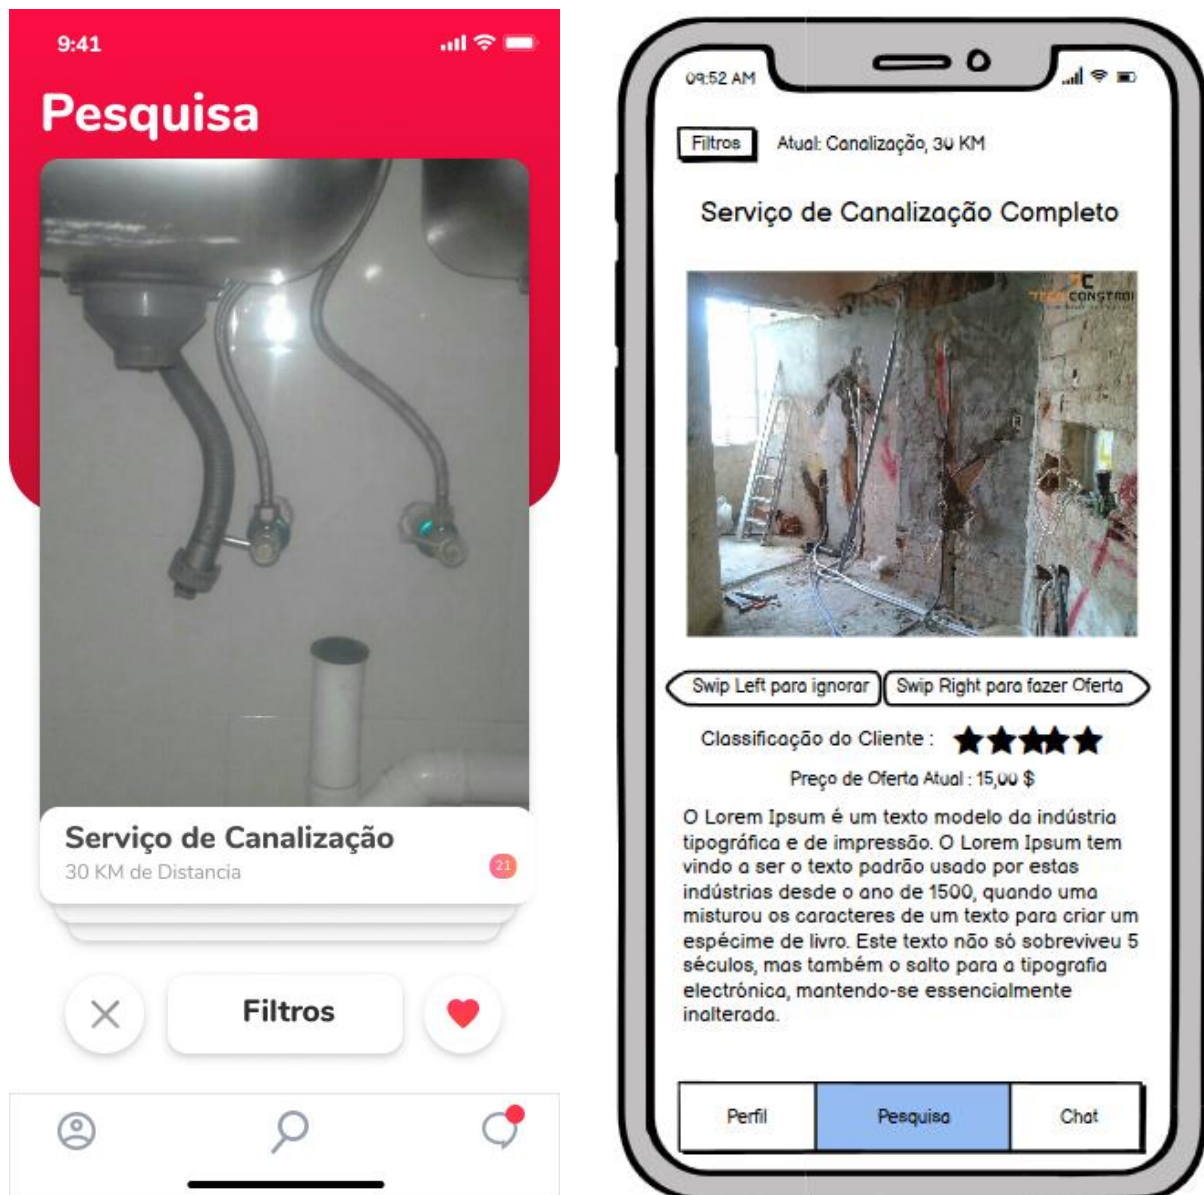 9:41
Pesquisa
Serviço de Canalização
30 KM de Distancia
21
Filtros
09:52 AM
Filtros
Atual: Canalização, 30 KM
Serviço de Canalização Completo
CONSTROI
Swip Left para ignorar
Swip Right para fazer Oferta
Classificação do Cliente :
Preço de Oferta Atual : 15,00 $
O Lorem Ipsum é um texto modelo da indústria
tipográfica e de impressão. O Lorem Ipsum tem
vindo a ser o texto padrão usado por estas
indústrias desde o ano de 1500, quando uma
misturou os caracteres de um texto para criar um
espécime de livro. Este texto não só sobreviveu 5
séculos, mas também o salto para a tipografia
electrónica, mantendo-se essencialmente
inalterada.
Perfil
Pesquisa
Chat